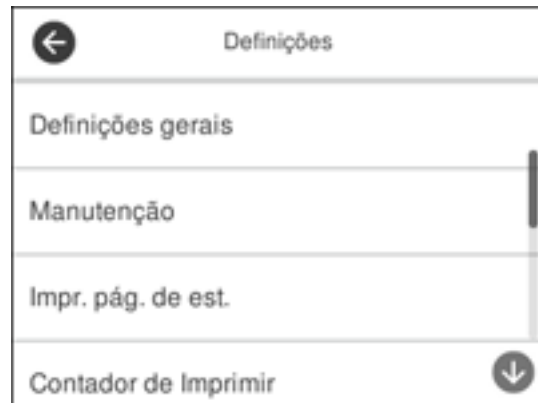 Definições
Definições gerais
Manutenção
Impr. pág. de est.
Contador de Imprimir